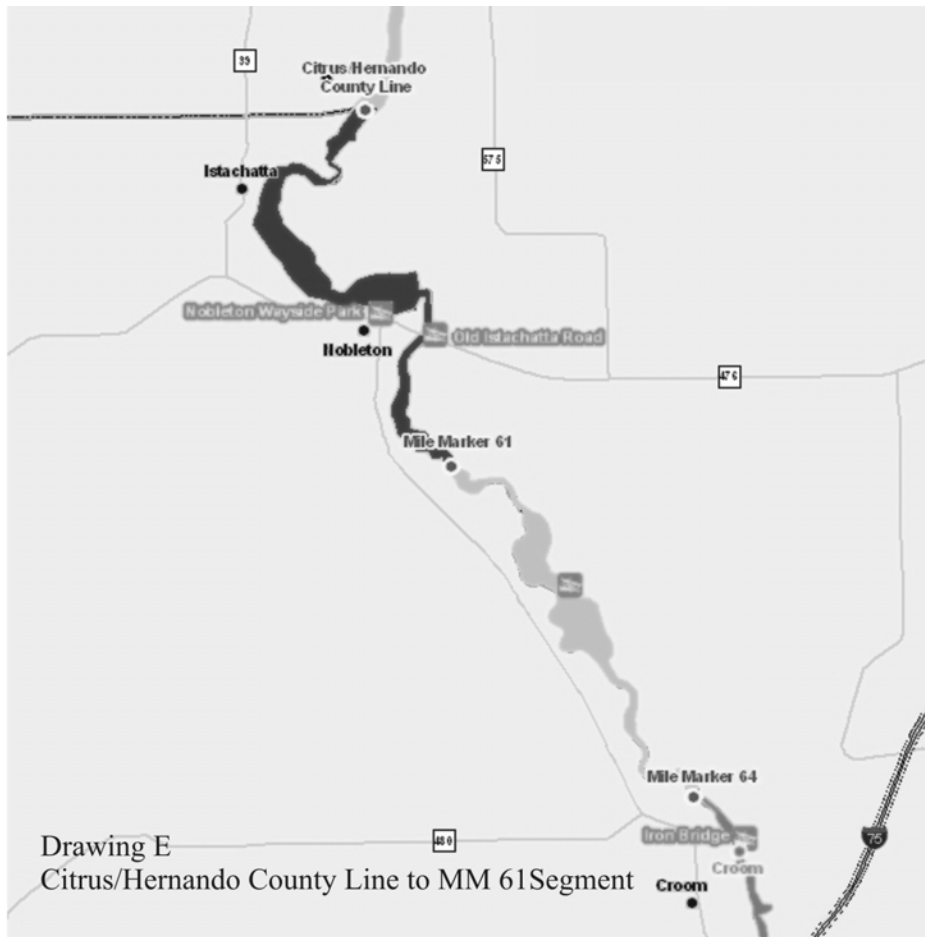 39
Citrus/Hernando
County Line
575
Istachatta
Nobleton Wayside Park
Old Istachatta Road
Nobleton
476
Mile Marker 61
Mile Marker 64
Iron Bridge
75
480
Croom
Croom
Drawing E
Citrus/Hernando County Line to MM 61Segment